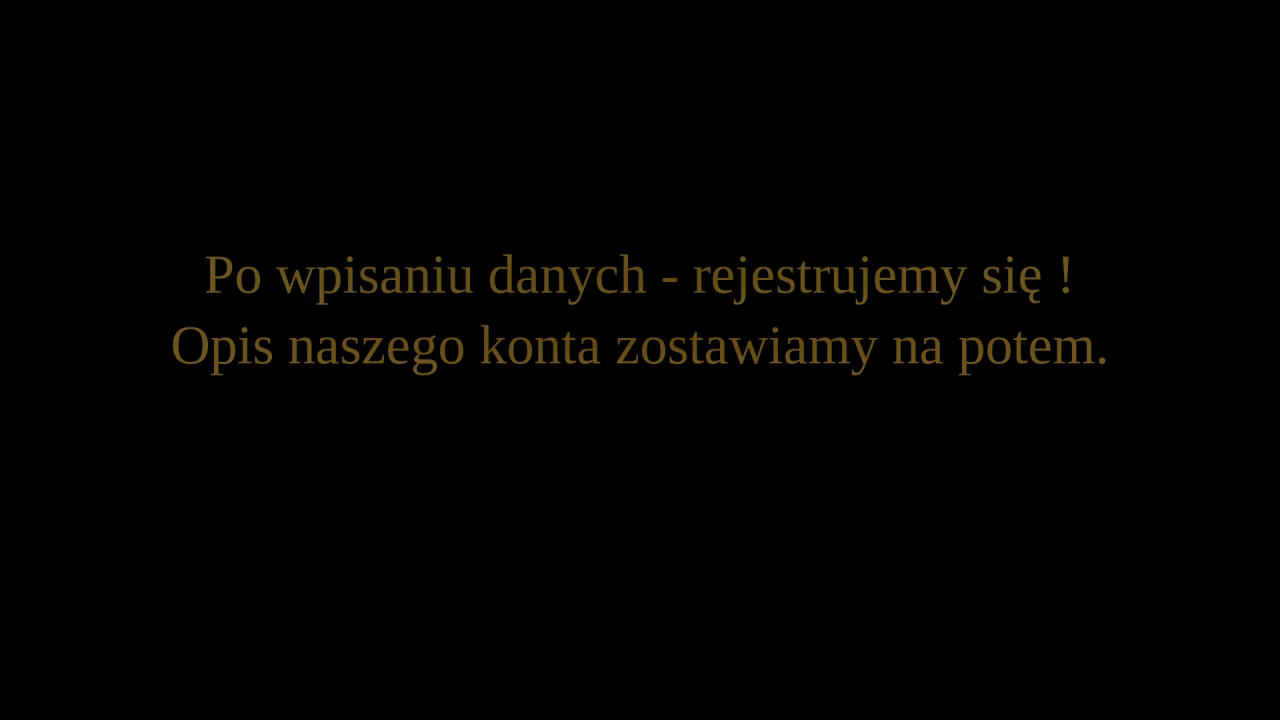 Po wpisaniu danych - rejestrujemy się !
Opis naszego konta zostawiamy na potem.